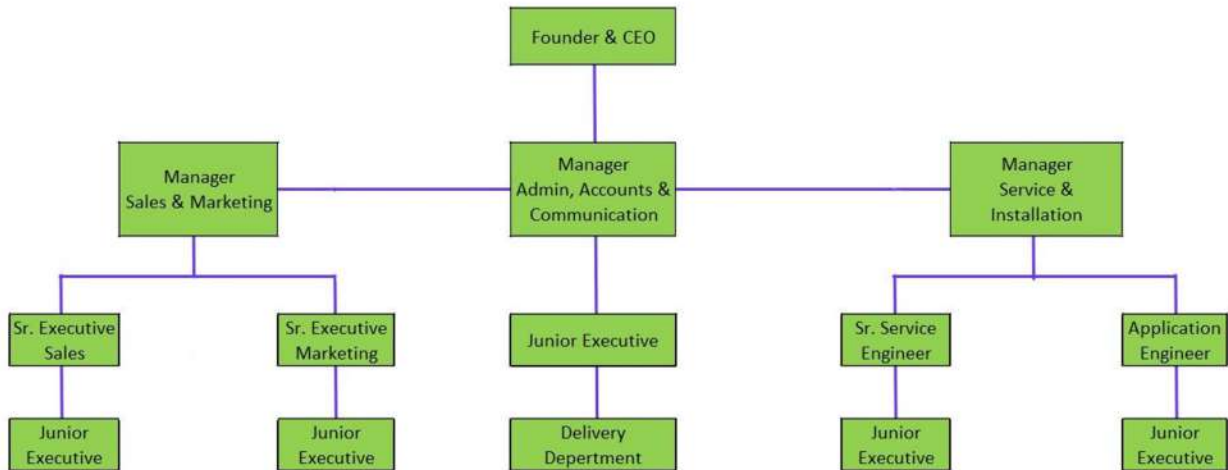 Founder & CEO
Manager
Sales & Marketing
Manager
Admin, Accounts &
Communication
Manager
Service &
Installation
Sr. Executive
Sales
Sr. Executive
Marketing
Junior Executive
Sr. Service
Engineer
Application
Engineer
Junior
Executive
Junior
Executive
Delivery
Depertment
Junior
Executive
Junior
Executive